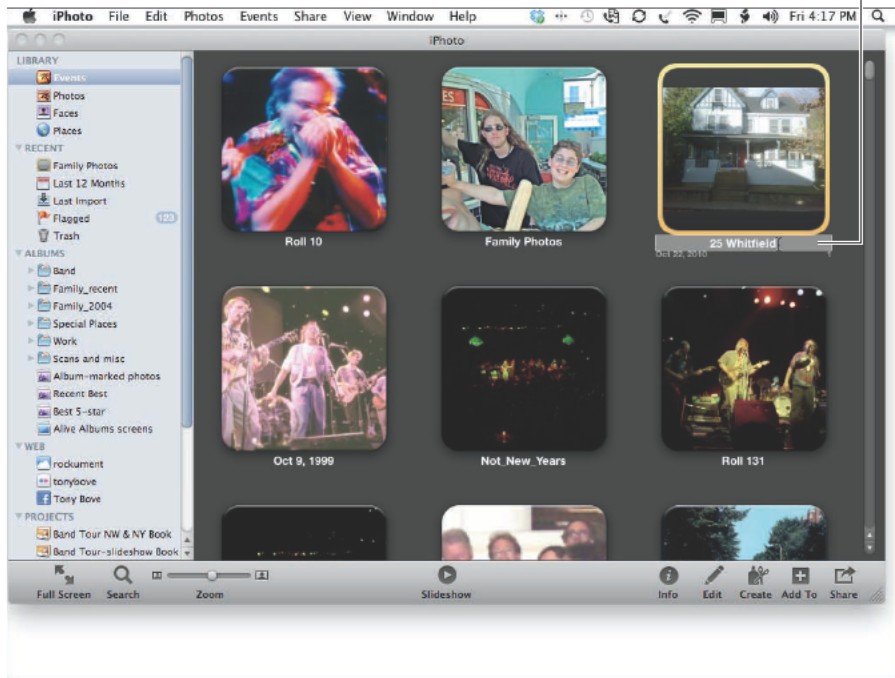 iPhoto File Edit Photos Events Share View Window Help Fri 4:17 PM
iPhoto
LIBRARY
Events
Photos
Faces
Places
RECENT
Family Photos
Last 12 Months
Last Import
Flagged 123
Trash
ALBUMS
Band
Family_recent
Family_2004
Special Places
Work
Scans and misc
Album-marked photos
Recent Best
Best 5-star
Alive Albums screens
WEB
rockument
tonybove
Tony Bove
PROJECTS
Band Tour NW & NY Book
Band Tour-slideshow Book
Roll 10
Family Photos
25 Whitfield
Oct 22, 2010
Oct 9, 1999
Not_New_Years
Roll 131
Full Screen Search Zoom Slideshow Info Edit Create Add To Share